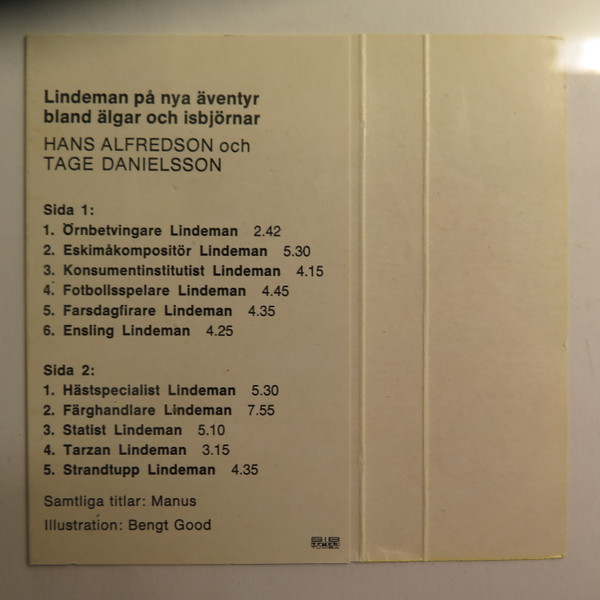 Lindeman på nya äventyr
bland älgar och isbjörnar
HANS ALFREDSON och
TAGE DANIELSSON
Sida 1:
1. Örnbetvingare Lindeman 2.42
2. Eskimåkompositör Lindeman 5.30
3. Konsumentinstitutist Lindeman 4.15
4. Fotbollsspelare Lindeman 4.45
5. Farsdagfirare Lindeman 4.35
6. Ensling Lindeman 4.25
Sida 2:
1. Hästspecialist Lindeman 5.30
2. Färghandlare Lindeman 7.55
3. Statist Lindeman 5.10
4. Tarzan Lindeman 3.15
5. Strandtupp Lindeman 4.35
Samtliga titlar: Manus
Illustration: Bengt Good